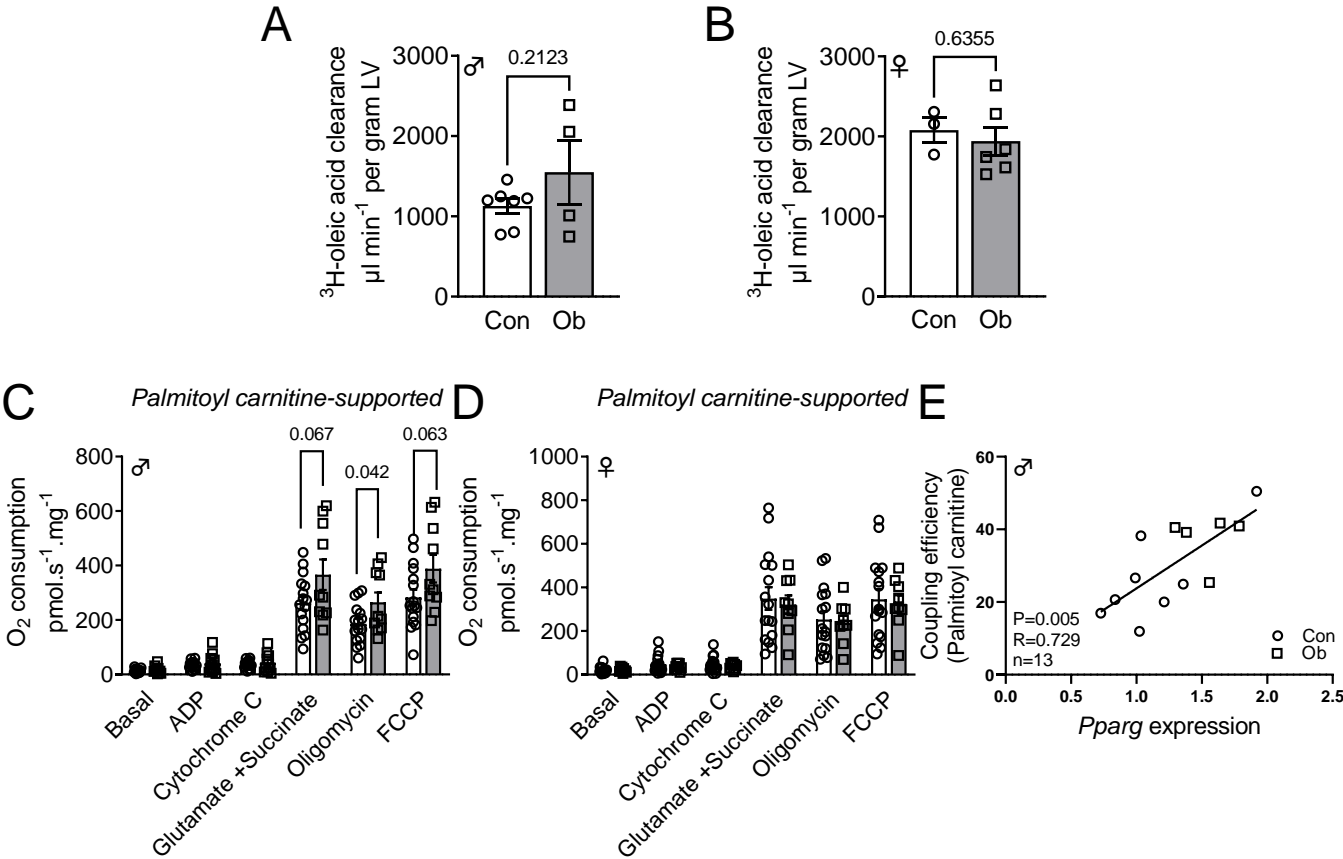 A
³H-oleic acid clearance
µl min⁻¹ per gram LV
3000
2000
1000
0
♂
0.2123
Con
Ob
B
³H-oleic acid clearance
µl min⁻¹ per gram LV
3000
2000
1000
0
♀
0.6355
Con
Ob
C
Palmitoyl carnitine-supported
O₂ consumption
pmol.s⁻¹.mg⁻¹
800
600
400
200
0
♂
0.067
0.042
0.063
Basal
ADP
Cytochrome C
Glutamate +Succinate
Oligomycin
FCCP
D
Palmitoyl carnitine-supported
O₂ consumption
pmol.s⁻¹.mg⁻¹
1000
800
600
400
200
0
♀
Basal
ADP
Cytochrome C
Glutamate +Succinate
Oligomycin
FCCP
E
Coupling efficiency
(Palmitoyl carnitine)
60
40
20
0
♂
P=0.005
R=0.729
n=13
Con
Ob
0.0
0.5
1.0
1.5
2.0
2.5
Pparg expression